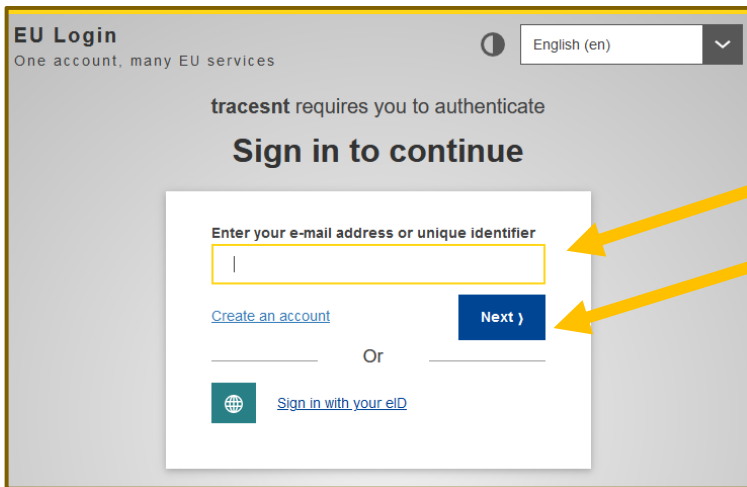 EU Login
One account, many EU services
English (en)
tracesnt requires you to authenticate
Sign in to continue
Enter your e-mail address or unique identifier
Create an account
Next ⟩
Or
Sign in with your eID